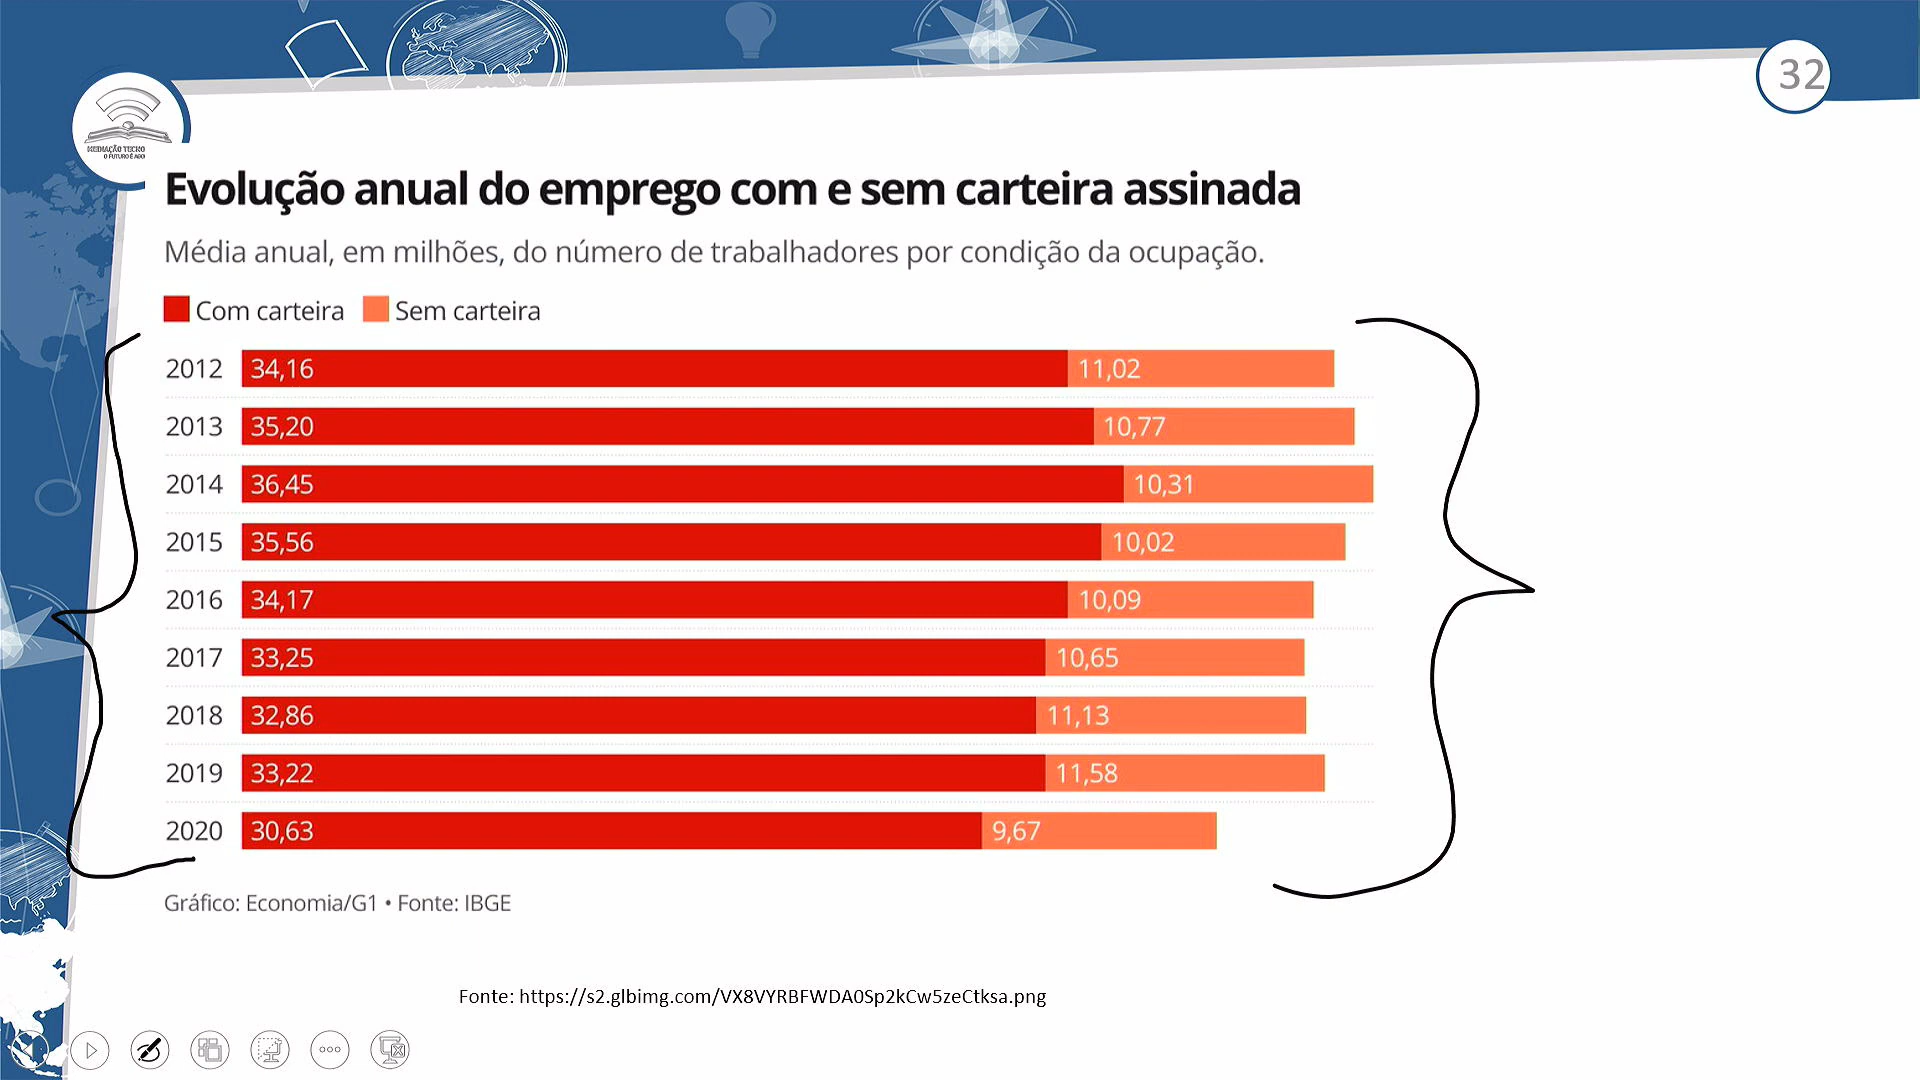 32
MEDIAÇÃO TECNO
O FUTURO É AGO
Evolução anual do emprego com e sem carteira assinada
Média anual, em milhões, do número de trabalhadores por condição da ocupação.
Com carteira Sem carteira
2012 34,16 11,02
2013 35,20 10,77
2014 36,45 10,31
2015 35,56 10,02
2016 34,17 10,09
2017 33,25 10,65
2018 32,86 11,13
2019 33,22 11,58
2020 30,63 9,67
Gráfico: Economia/G1 • Fonte: IBGE
Fonte: https://s2.glbimg.com/VX8VYRBFWDA0Sp2kCw5zeCtksa.png